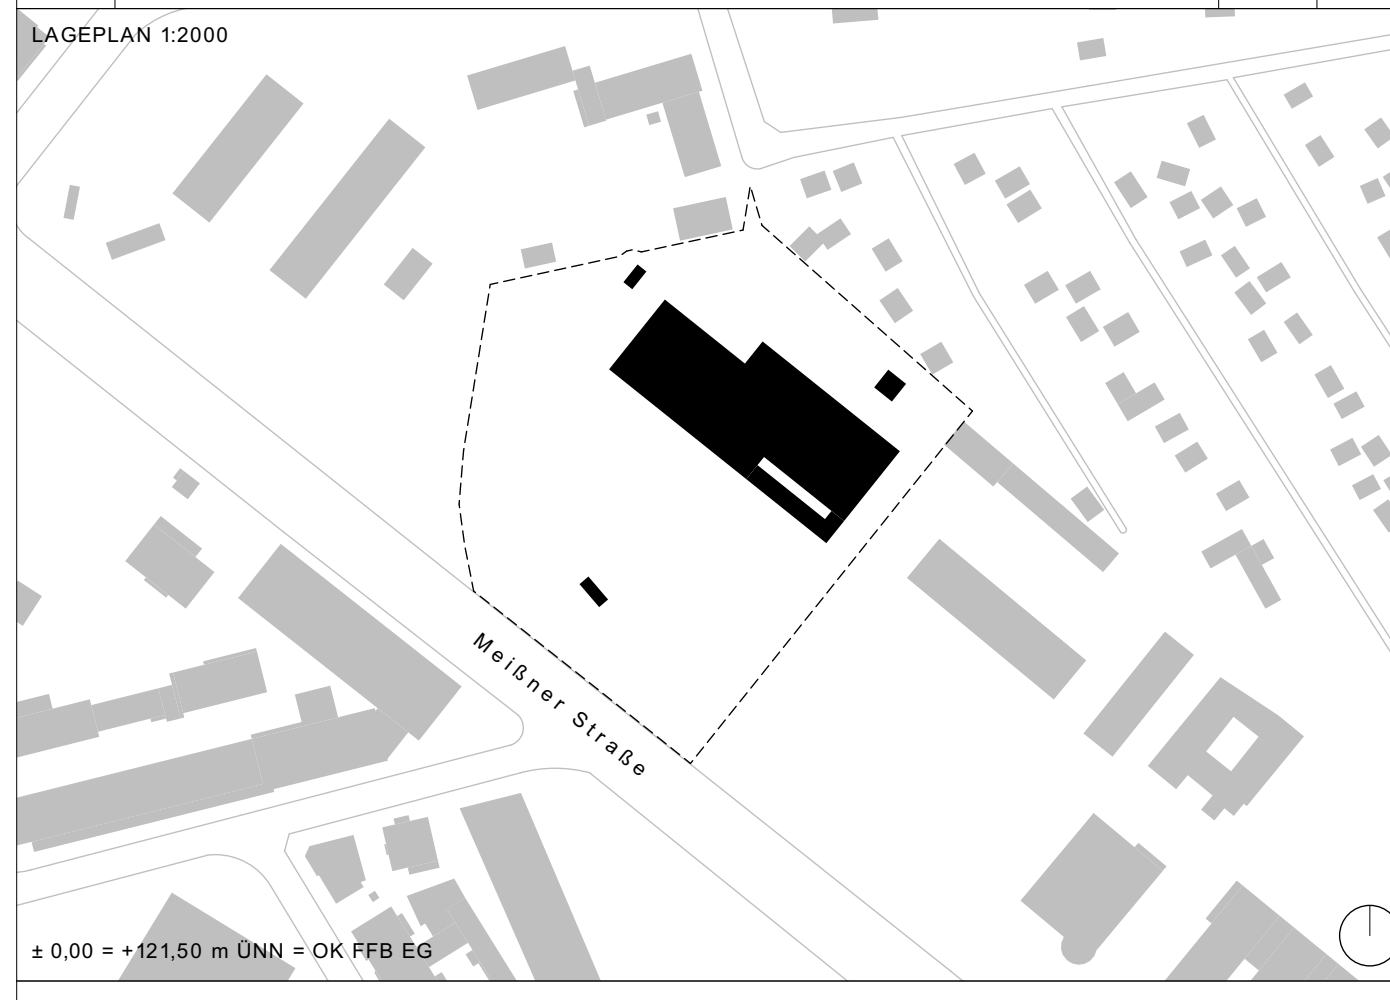 LAGEPLAN 1:2000
Meißner Straße
± 0,00 = +121,50 m ÜNN = OK FFB EG